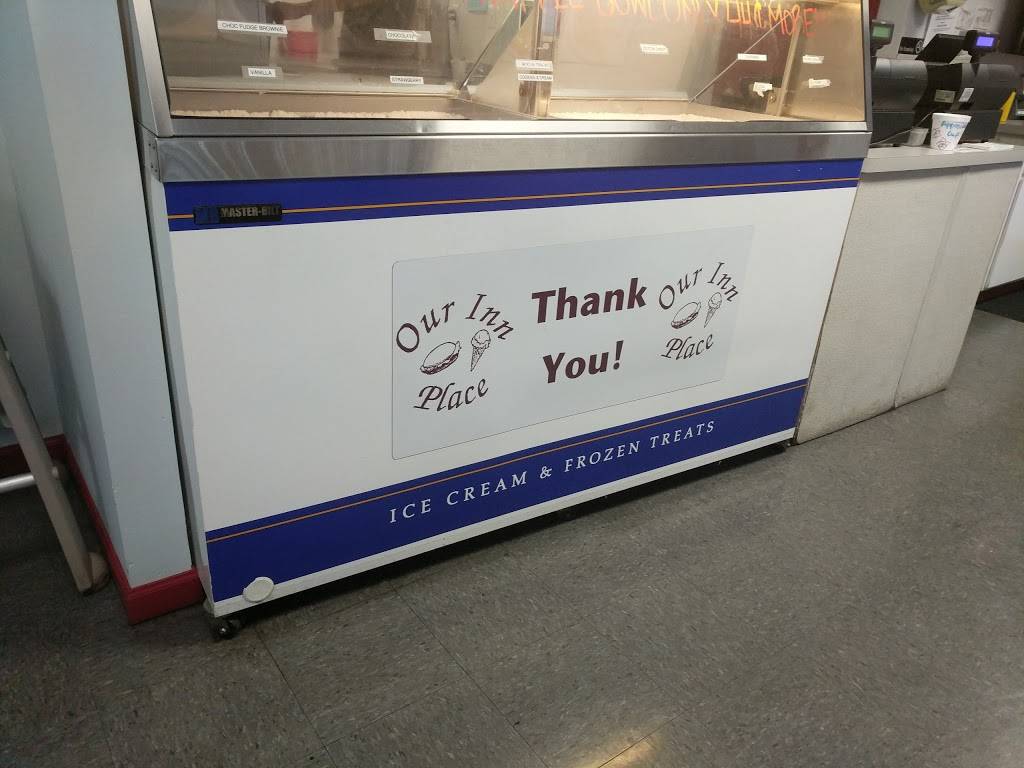 CHOC FUDGE BROWNIE
CHOCOLATE
VANILLA
STRAWBERRY
MASTER-BILT
Our Inn
Place
Thank
You!
Our Inn
Place
ICE CREAM & FROZEN TREATS